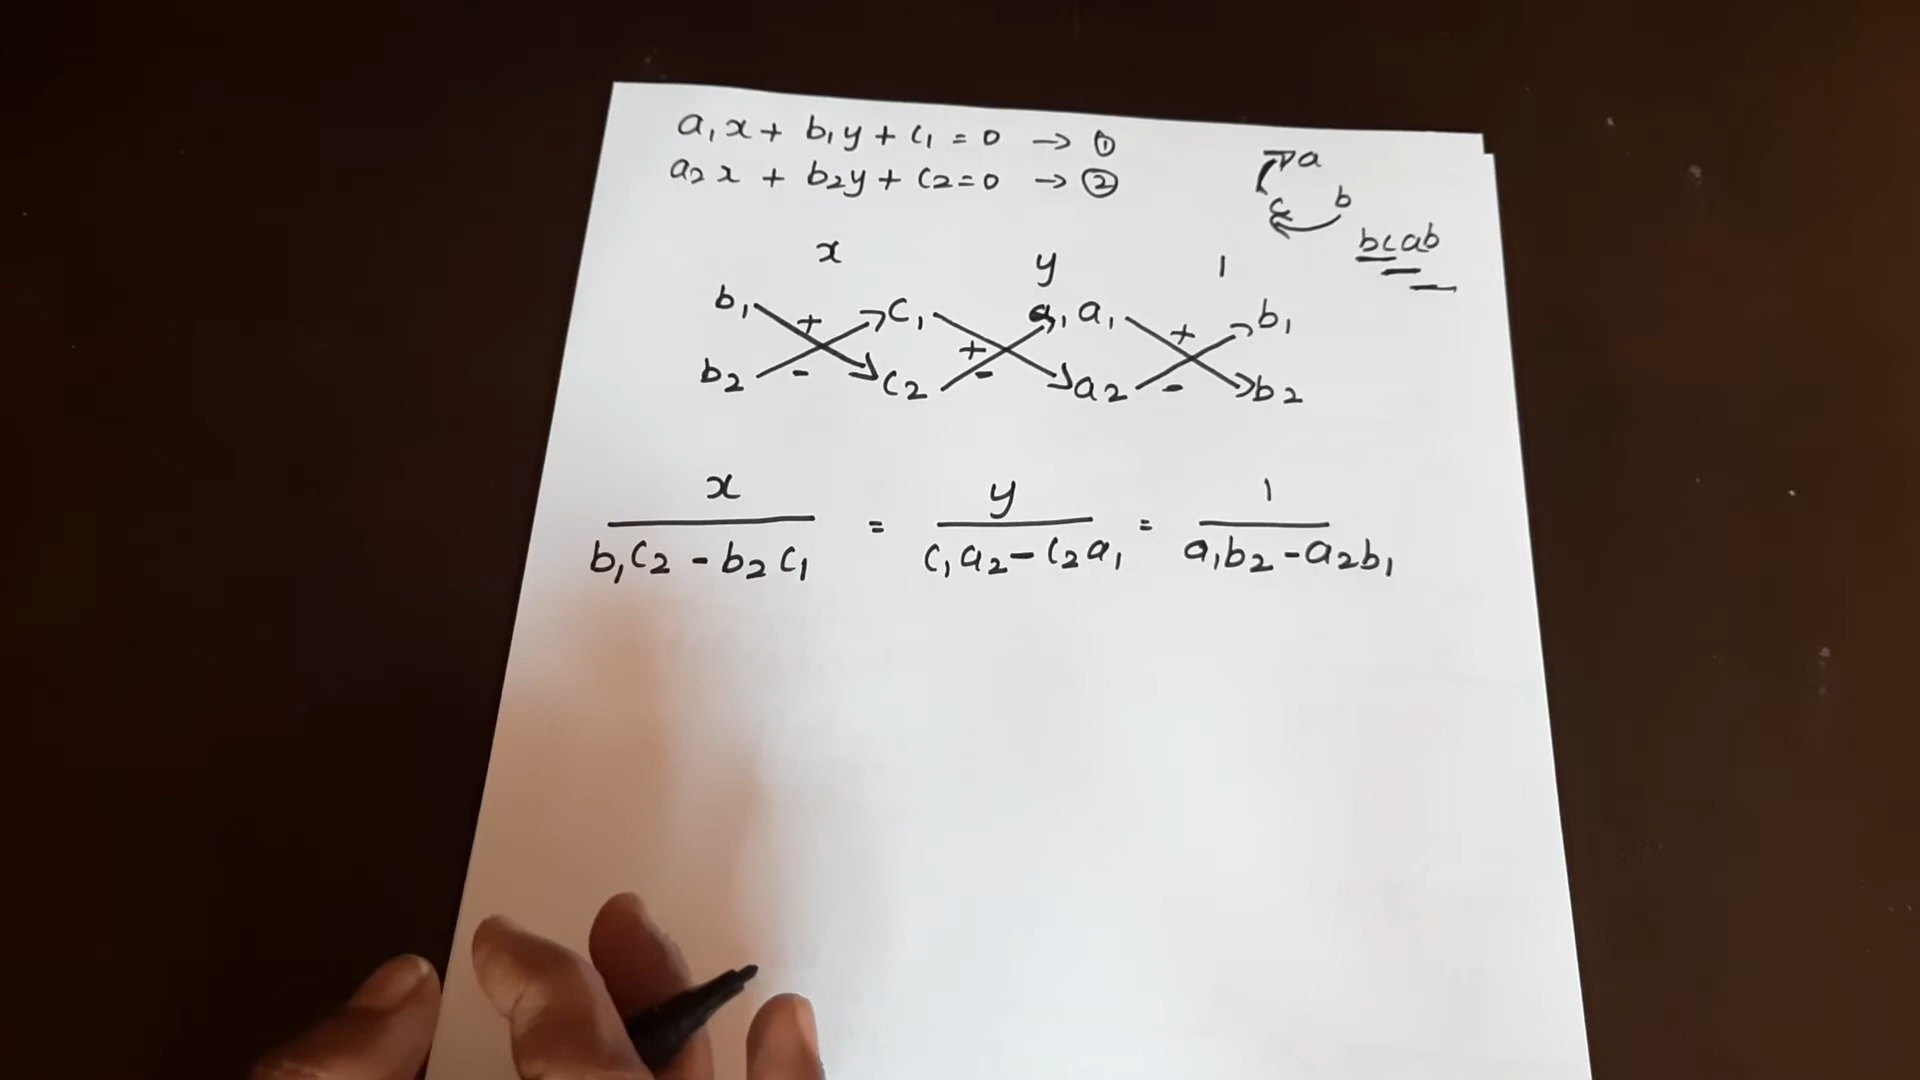 a₁x + b₁y + c₁ = 0 → ①
a₂x + b₂y + c₂ = 0 → ②
a
c b
bcab
x y 1
b₁ + c₁ + a₁ a₁ + b₁
b₂ - c₂ - a₂ - b₂
x / (b₁c₂ - b₂c₁) = y / (c₁a₂ - c₂a₁) = 1 / (a₁b₂ - a₂b₁)